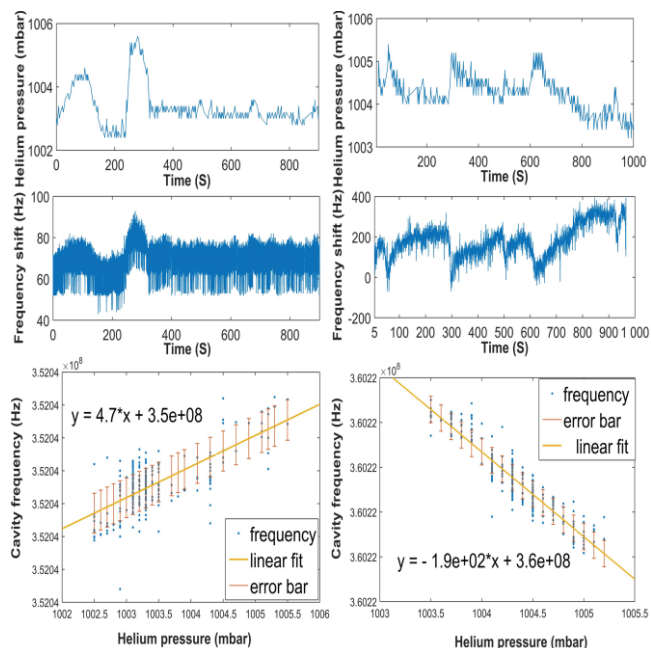 1006
1004
1002
Helium pressure (mbar)
0 200 400 600 800
Time (S)
1006
1005
1004
1003
Helium pressure (mbar)
200 400 600 800 1000
Time (S)
100
80
60
40
Frequency shift (Hz)
0 200 400 600 800
Time (S)
400
200
0
-200
Frequency shift (Hz)
5 100 200 300 400 500 600 700 800 900 1 000
Time (S)
×10⁸
3.5204
3.5204
3.5204
3.5204
3.5204
3.5204
3.5204
3.5204
Cavity frequency (Hz)
y = 4.7*x + 3.5e+08
frequency
linear fit
error bar
1002 1002.5 1003 1003.5 1004 1004.5 1005 1005.5 1006
Helium pressure (mbar)
×10⁸
3.6022
3.6022
3.6022
3.6022
3.6022
3.6022
Cavity frequency (Hz)
frequency
error bar
linear fit
y = - 1.9e+02*x + 3.6e+08
1003 1003.5 1004 1004.5 1005 1005.5
Helium pressure (mbar)